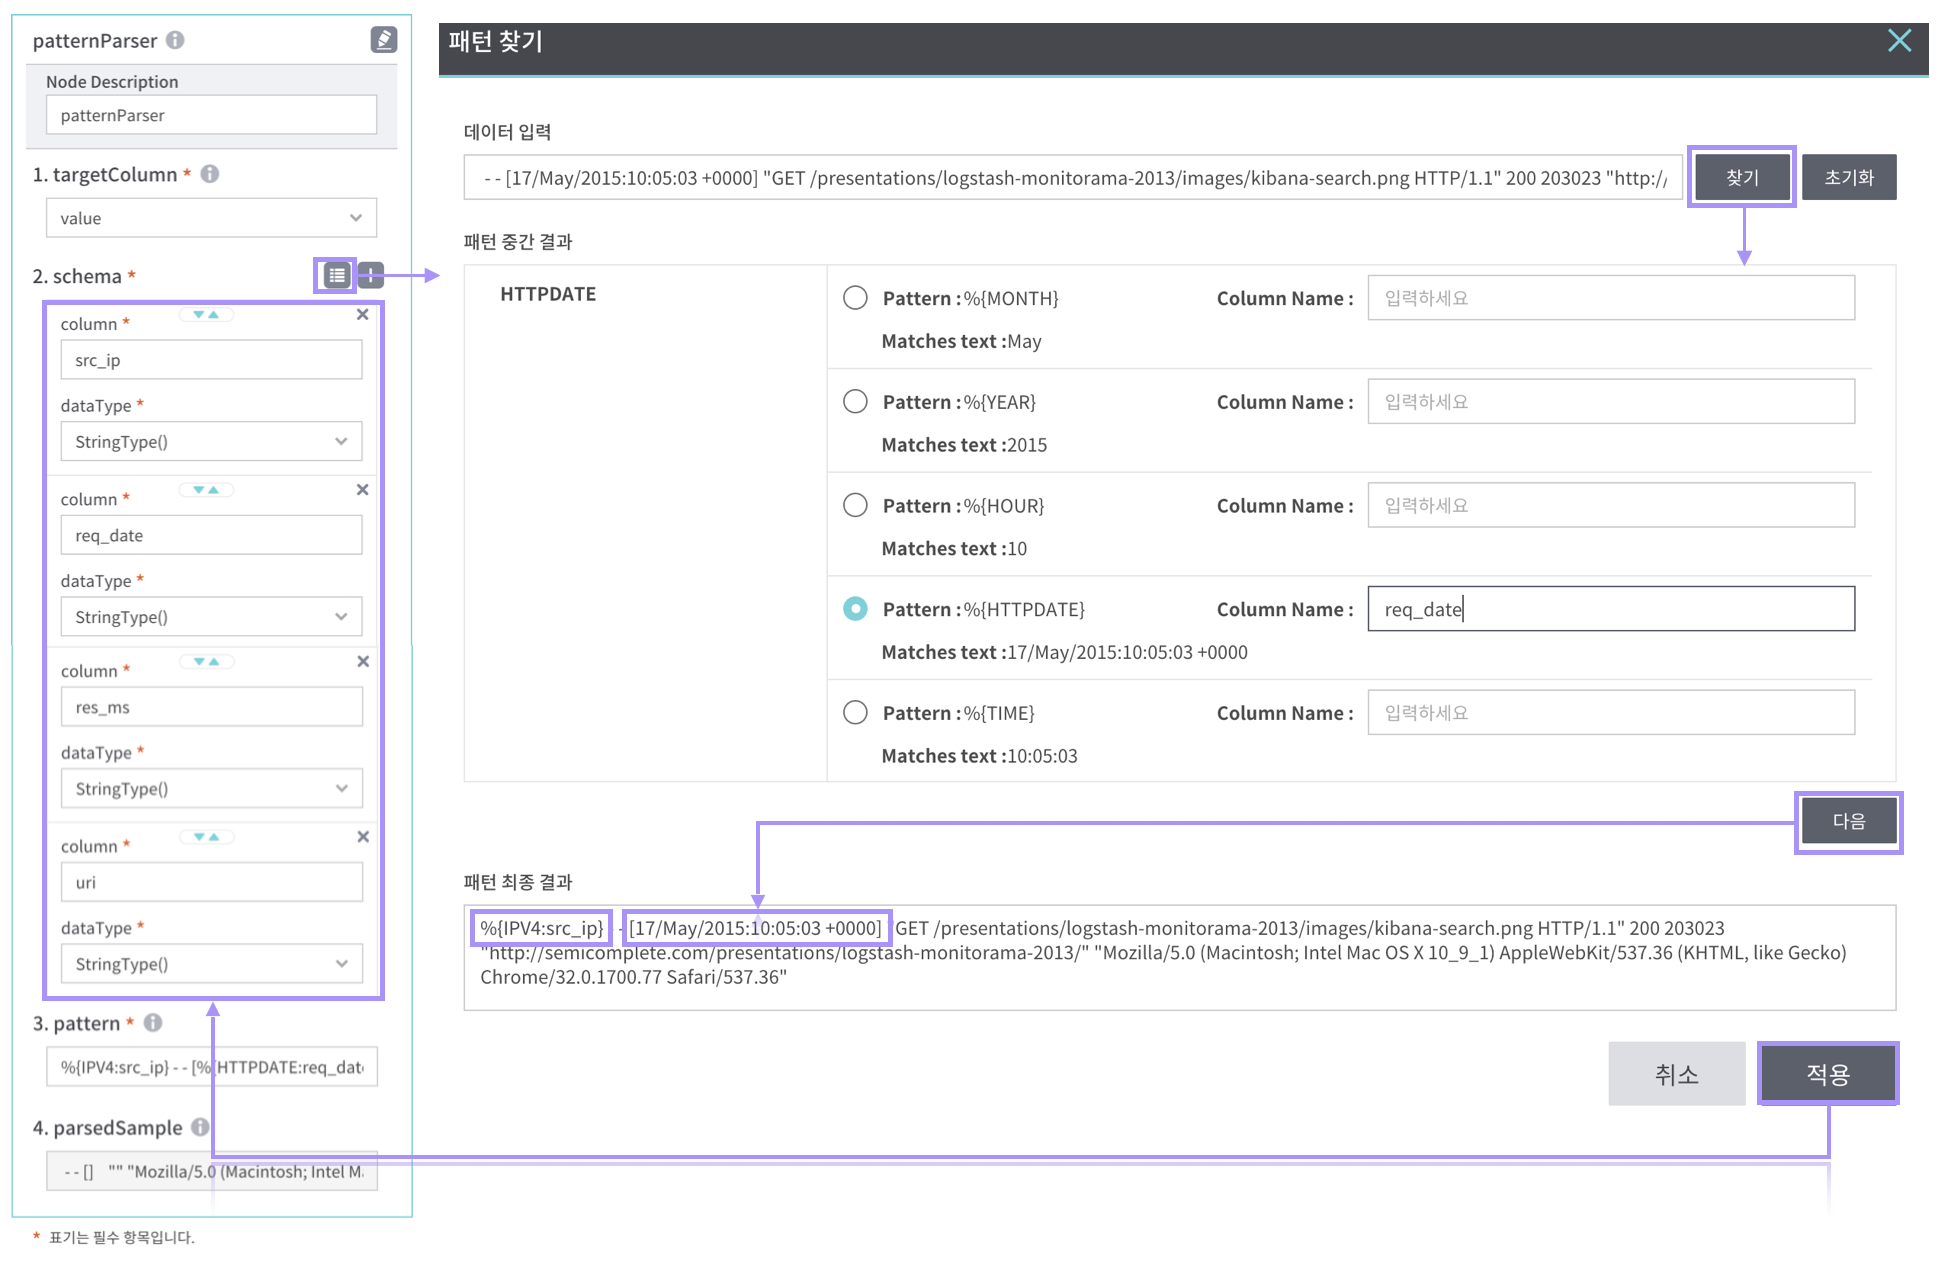 patternParser
Node Description
patternParser
1. targetColumn *
value
2. schema *
column *
src_ip
dataType *
StringType()
column *
req_date
dataType *
StringType()
column *
res_ms
dataType *
StringType()
column *
uri
dataType *
StringType()
3. pattern *
%{IPV4:src_ip} - - [%{HTTPDATE:req_dat
4. parsedSample
- - [] "" "Mozilla/5.0 (Macintosh; Intel M
* 표기는 필수 항목입니다.
패턴 찾기
데이터 입력
- - [17/May/2015:10:05:03 +0000] "GET /presentations/logstash-monitorama-2013/images/kibana-search.png HTTP/1.1" 200 203023 "http://
찾기
초기화
패턴 중간 결과
HTTPDATE
Pattern :%{MONTH} Column Name : 입력하세요
Matches text :May
Pattern :%{YEAR} Column Name : 입력하세요
Matches text :2015
Pattern :%{HOUR} Column Name : 입력하세요
Matches text :10
Pattern :%{HTTPDATE} Column Name : req_date
Matches text :17/May/2015:10:05:03 +0000
Pattern :%{TIME} Column Name : 입력하세요
Matches text :10:05:03
다음
패턴 최종 결과
%{IPV4:src_ip} - - [17/May/2015:10:05:03 +0000] "GET /presentations/logstash-monitorama-2013/images/kibana-search.png HTTP/1.1" 200 203023
"http://semicomplete.com/presentations/logstash-monitorama-2013/" "Mozilla/5.0 (Macintosh; Intel Mac OS X 10_9_1) AppleWebKit/537.36 (KHTML, like Gecko)
Chrome/32.0.1700.77 Safari/537.36"
취소
적용